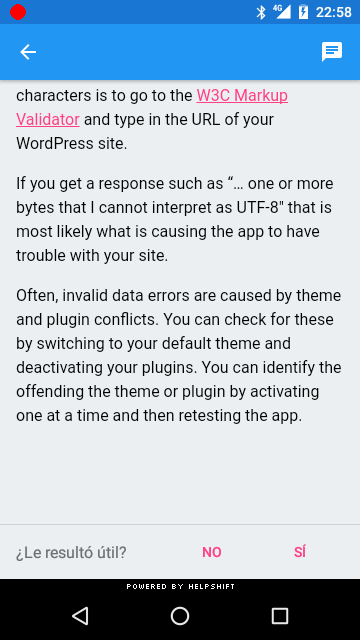 4G 22:58
characters is to go to the W3C Markup
Validator and type in the URL of your
WordPress site.
If you get a response such as “… one or more
bytes that I cannot interpret as UTF-8" that is
most likely what is causing the app to have
trouble with your site.
Often, invalid data errors are caused by theme
and plugin conflicts. You can check for these
by switching to your default theme and
deactivating your plugins. You can identify the
offending the theme or plugin by activating
one at a time and then retesting the app.
¿Le resultó útil? NO SÍ
POWERED BY HELPSHIFT